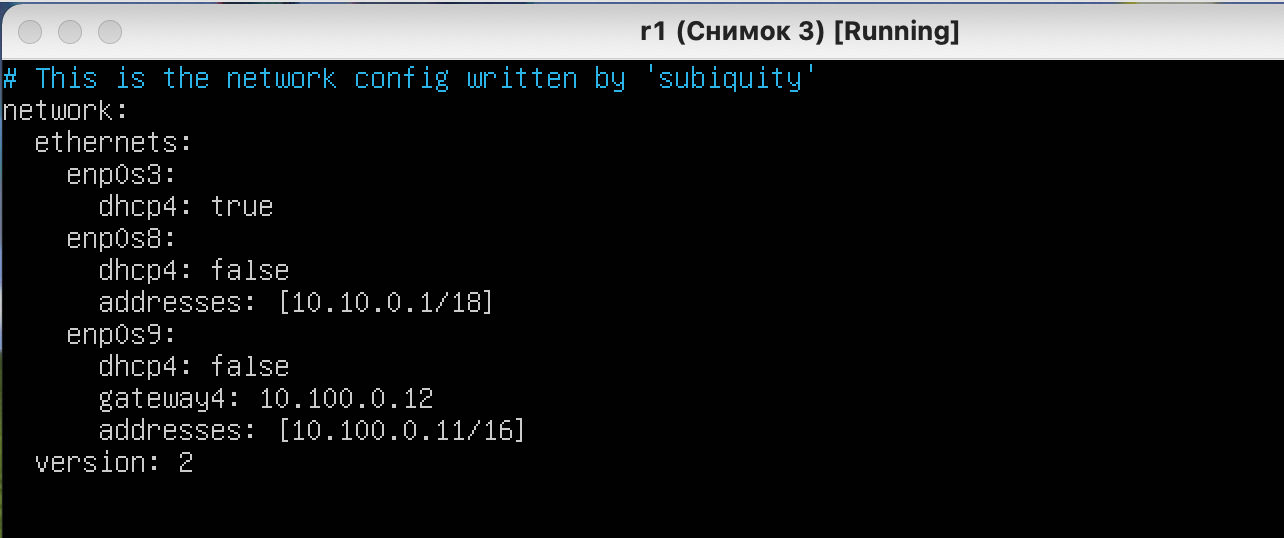 r1 (Снимок 3) [Running]
# This is the network config written by 'subiquity'
network:
  ethernets:
    enp0s3:
      dhcp4: true
    enp0s8:
      dhcp4: false
      addresses: [10.10.0.1/18]
    enp0s9:
      dhcp4: false
      gateway4: 10.100.0.12
      addresses: [10.100.0.11/16]
  version: 2